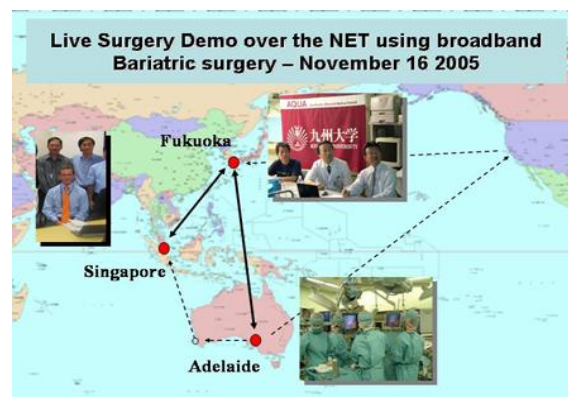 Live Surgery Demo over the NET using broadband
Bariatric surgery – November 16 2005
AQUA
九州大学
Fukuoka
Singapore
Adelaide